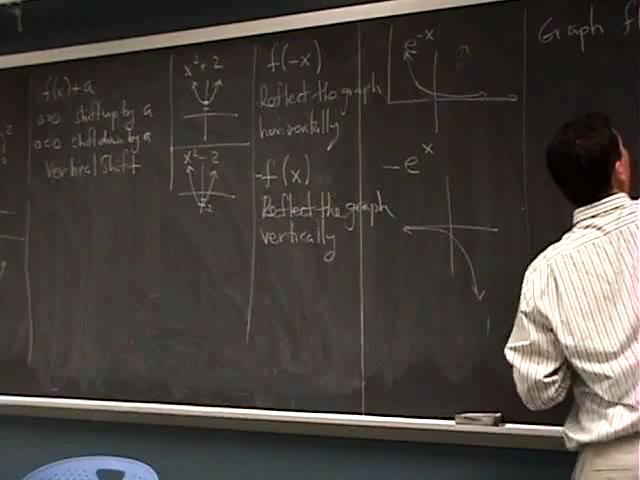 f(x)+a
a>0 shift up by a
a<0 shift down by a
vertical shift
x²+2
x²-2
-2
f(-x)
Reflect the graph
horizontally
-f(x)
Reflect the graph
vertically
e^-x
-e^x
Graph f